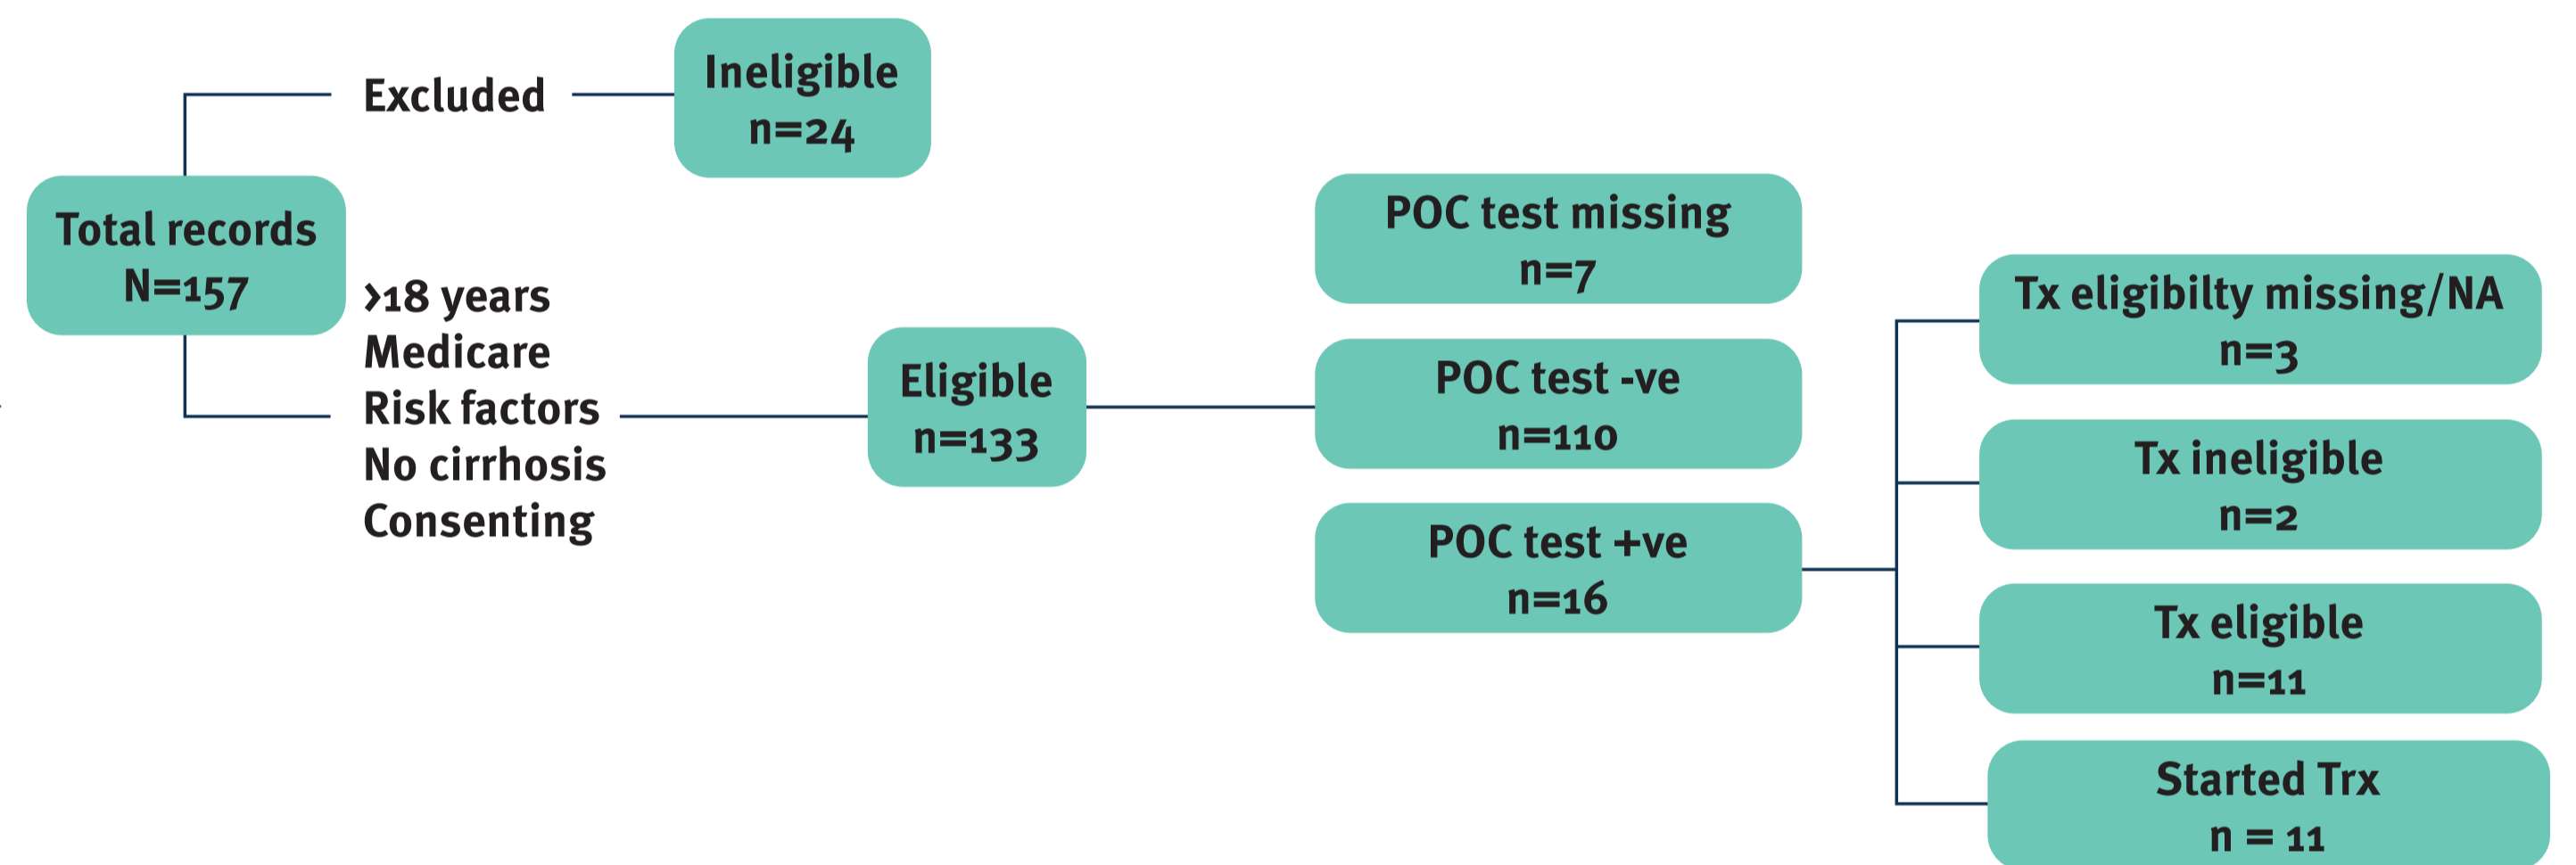 Excluded
Ineligible
n=24
Total records
N=157
>18 years
Medicare
Risk factors
No cirrhosis
Consenting
Eligible
n=133
POC test missing
n=7
POC test -ve
n=110
POC test +ve
n=16
Tx eligibilty missing/NA
n=3
Tx ineligible
n=2
Tx eligible
n=11
Started Trx
n = 11